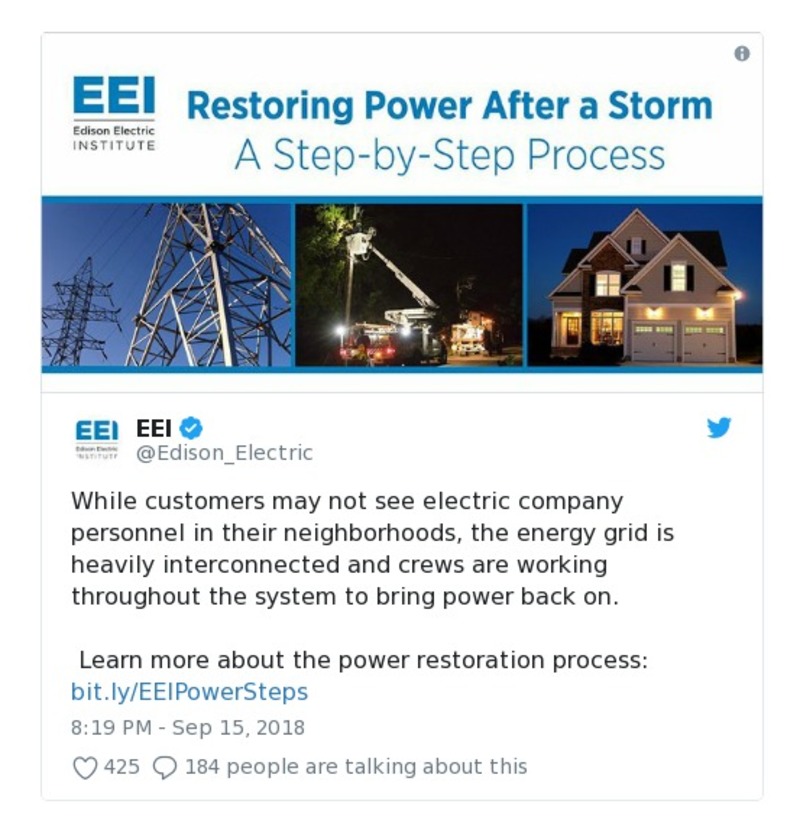 EEI
Edison Electric
INSTITUTE
Restoring Power After a Storm
A Step-by-Step Process
EEI
Edison Electric
INSTITUTE
EEI
@Edison_Electric
While customers may not see electric company
personnel in their neighborhoods, the energy grid is
heavily interconnected and crews are working
throughout the system to bring power back on.
Learn more about the power restoration process:
bit.ly/EEIPowerSteps
8:19 PM - Sep 15, 2018
425 184 people are talking about this